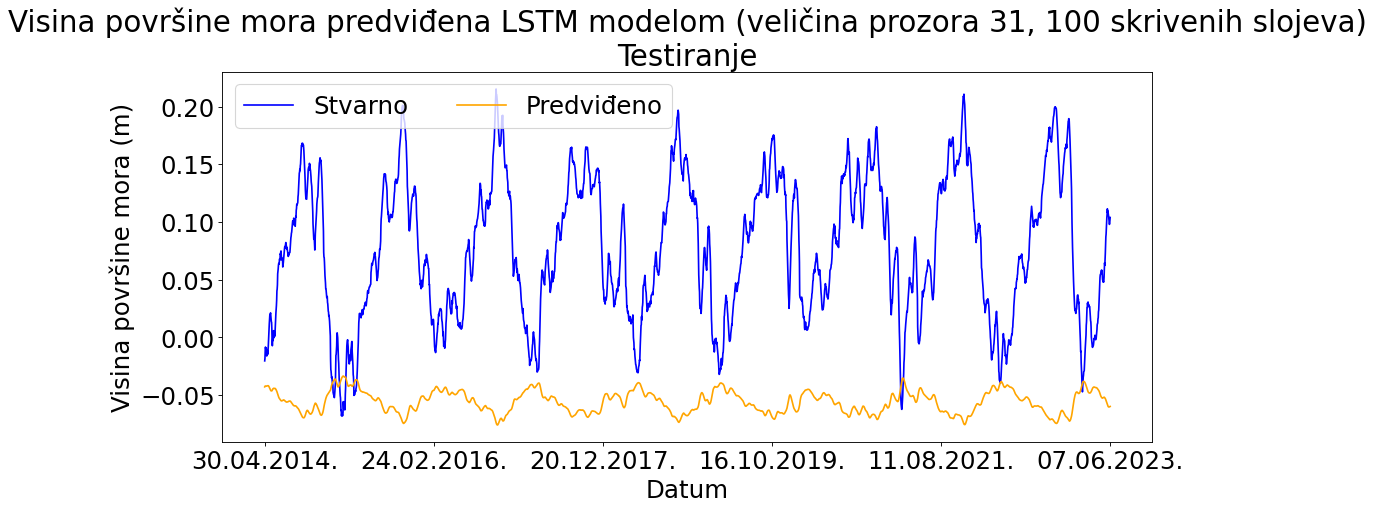 Visina površine mora predviđena LSTM modelom (veličina prozora 31, 100 skrivenih slojeva)
Testiranje
Stvarno Predviđeno
Visina površine mora (m)
0.20
0.15
0.10
0.05
0.00
−0.05
30.04.2014. 24.02.2016. 20.12.2017. 16.10.2019. 11.08.2021. 07.06.2023.
Datum